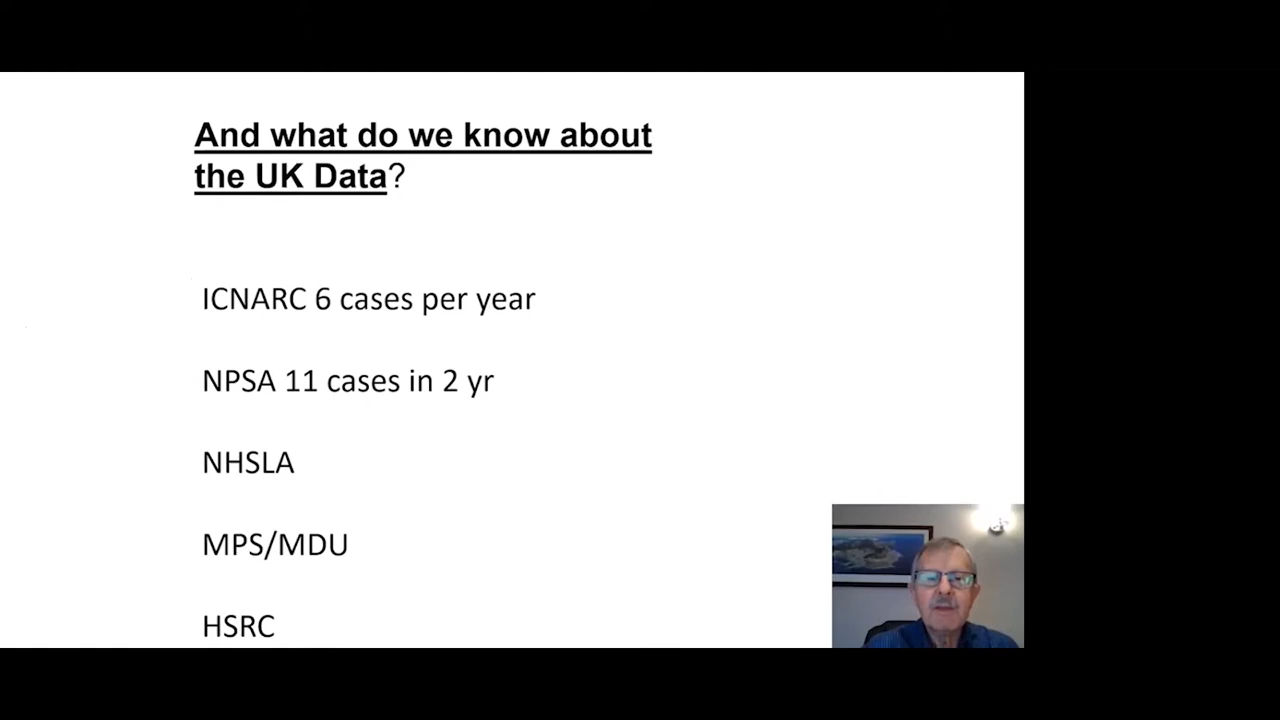 And what do we know about
the UK Data?
ICNARC 6 cases per year
NPSA 11 cases in 2 yr
NHSLA
MPS/MDU
HSRC